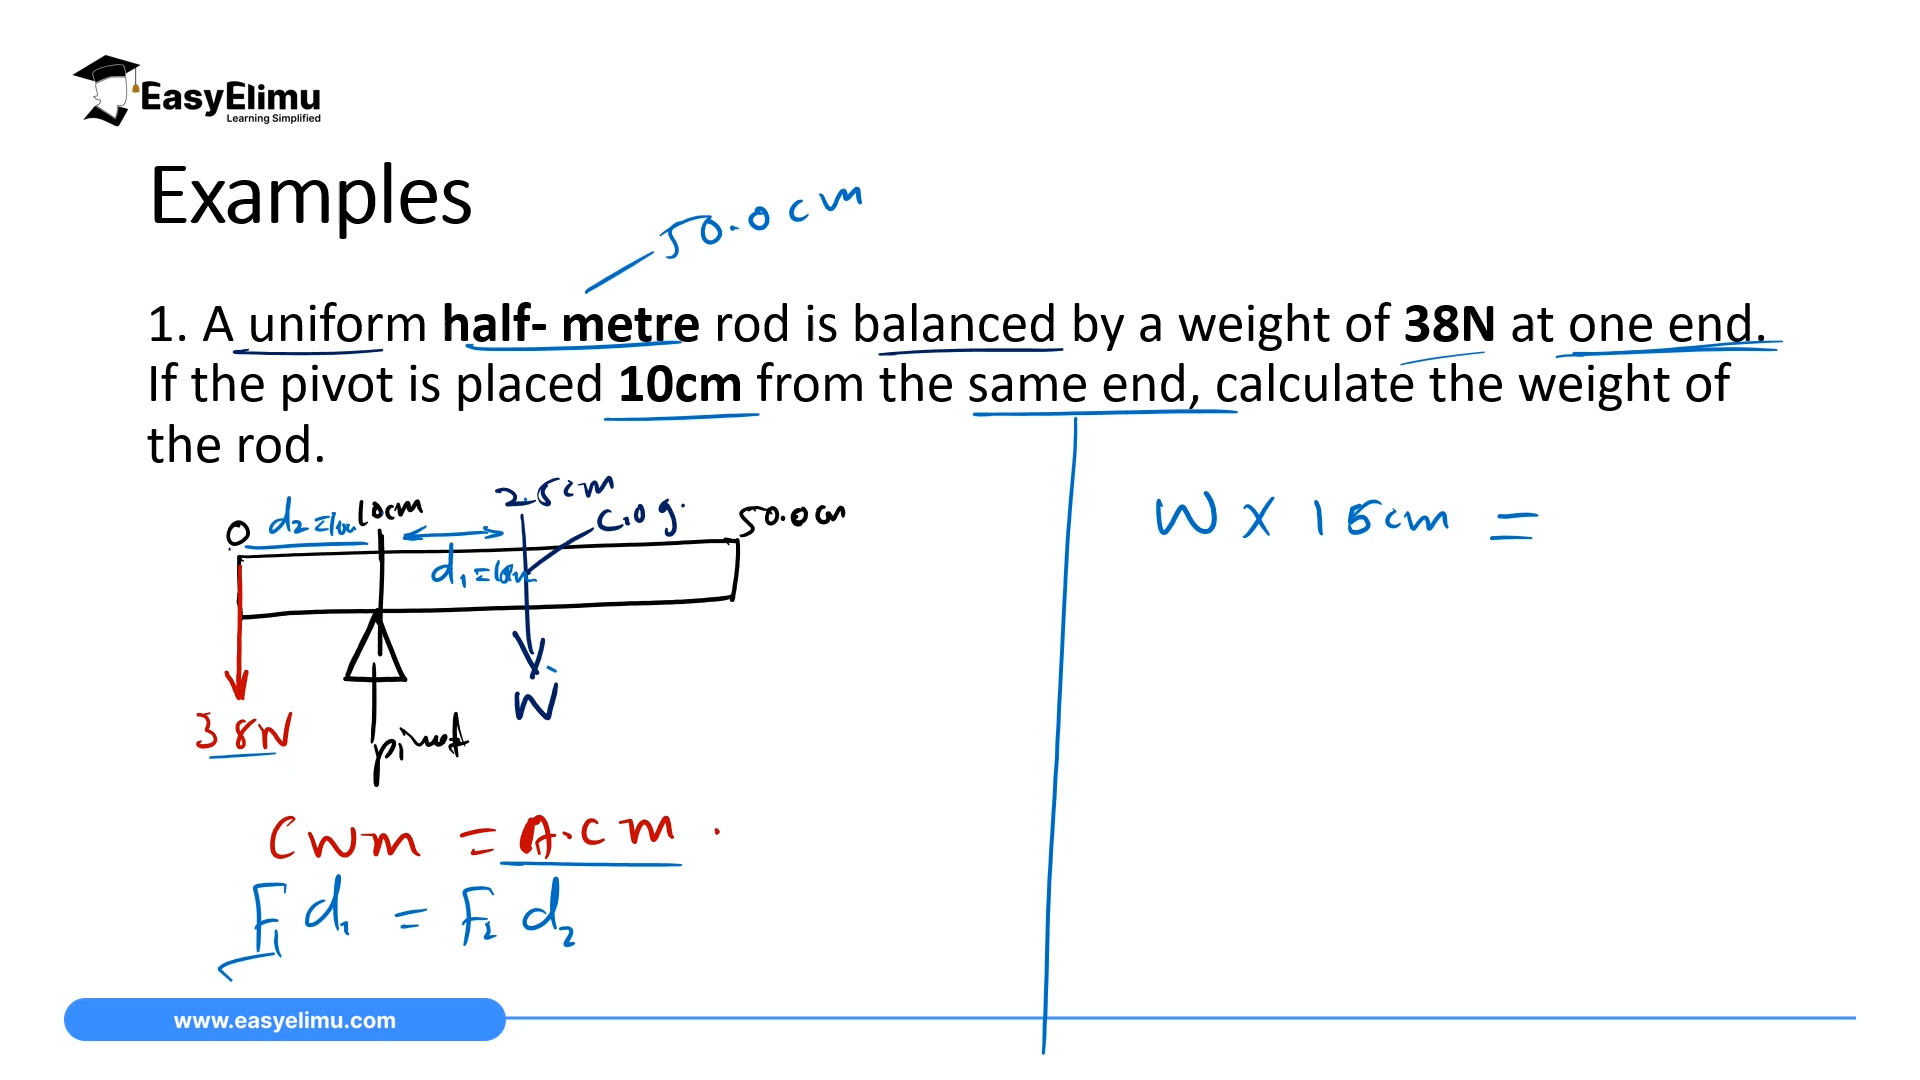 EasyElimu
Learning Simplified
Examples
50.0cm
1. A uniform half- metre rod is balanced by a weight of 38N at one end.
If the pivot is placed 10cm from the same end, calculate the weight of
the rod.
0 d₂= 10cm 2.5cm c.o g. 50.0cm
d₁=
W × 15cm =
38N W
pivot
CWM = A.CM.
F₁d₁ = F₂d₂
www.easyelimu.com